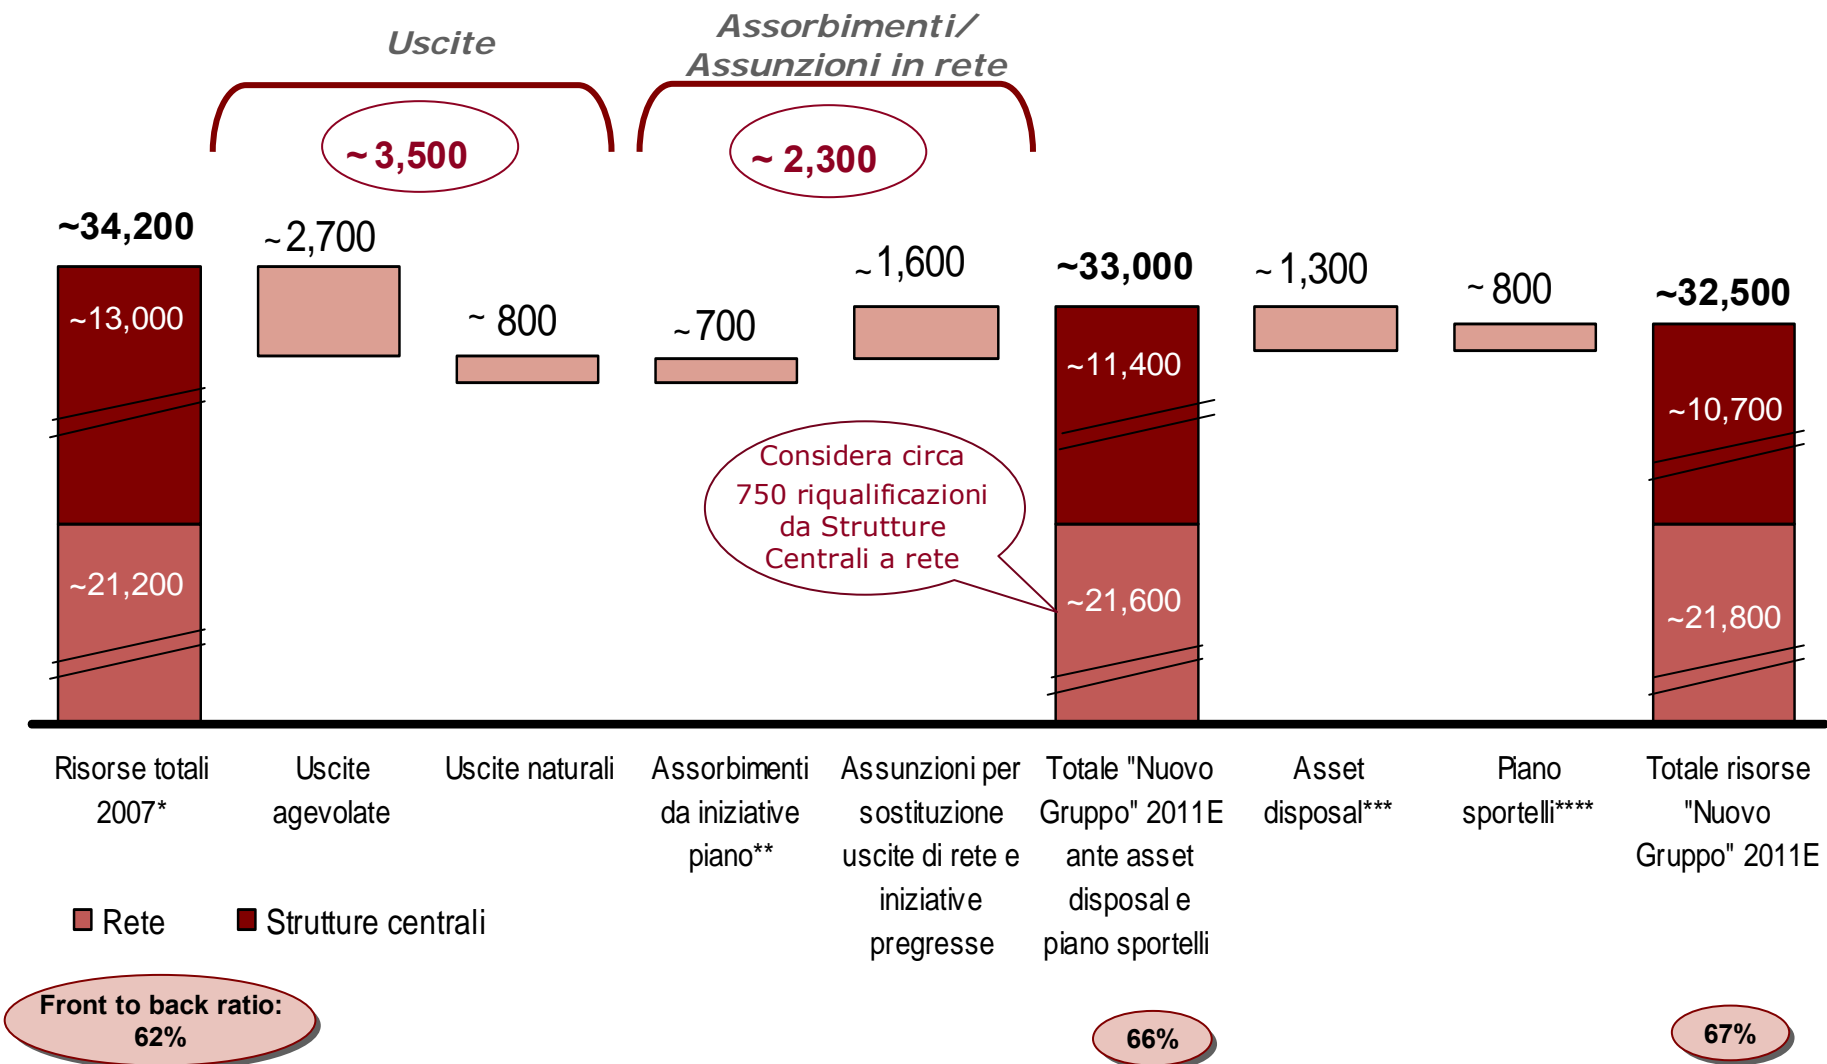 Uscite
Assorbimenti/
Assunzioni in rete
~ 3,500
~ 2,300
~34,200
~2,700
~ 800
~700
~1,600
~33,000
~1,300
~ 800
~32,500
~13,000
~11,400
~10,700
Considera circa
750 riqualificazioni
da Strutture
Centrali a rete
~21,200
~21,600
~21,800
Risorse totali
2007*
Uscite
agevolate
Uscite naturali
Assorbimenti
da iniziative
piano**
Assunzioni per
sostituzione
uscite di rete e
iniziative
pregresse
Totale "Nuovo
Gruppo" 2011E
ante asset
disposal e
piano sportelli
Asset
disposal***
Piano
sportelli****
Totale risorse
"Nuovo
Gruppo" 2011E
Rete
Strutture centrali
Front to back ratio:
62%
66%
67%